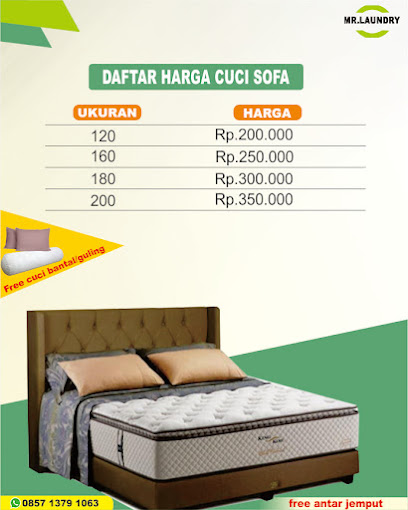 MR.LAUNDRY
DAFTAR HARGA CUCI SOFA
UKURAN HARGA
120 Rp.200.000
160 Rp.250.000
180 Rp.300.000
200 Rp.350.000
Free cuci bantal/guling
0857 1379 1063
free antar jemput